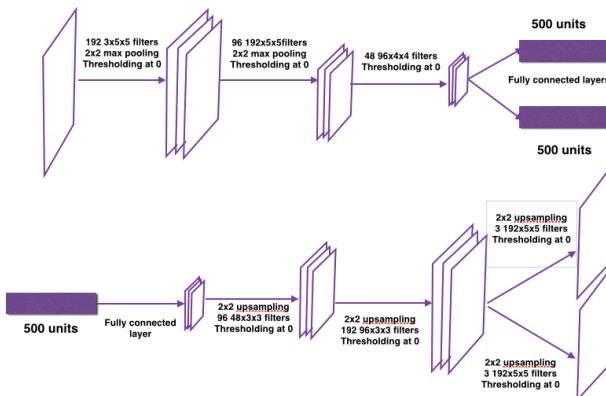 500 units
192 3x5x5 filters
2x2 max pooling
Thresholding at 0
96 192x5x5filters
2x2 max pooling
Thresholding at 0
48 96x4x4 filters
Thresholding at 0
Fully connected layers
500 units
2x2 upsampling
3 192x5x5 filters
Thresholding at 0
500 units
Fully connected
layer
2x2 upsampling
96 48x3x3 filters
Thresholding at 0
2x2 upsampling
192 96x3x3 filters
Thresholding at 0
2x2 upsampling
3 192x5x5 filters
Thresholding at 0